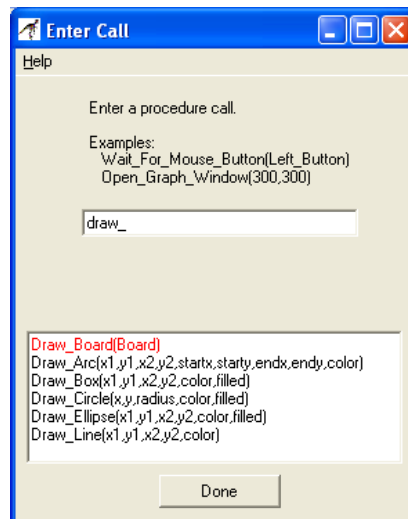 Enter Call
Help
Enter a procedure call.
Examples:
Wait_For_Mouse_Button(Left_Button)
Open_Graph_Window(300,300)
draw_
Draw_Board(Board)
Draw_Arc(x1,y1,x2,y2,startx,starty,endx,endy,color)
Draw_Box(x1,y1,x2,y2,color,filled)
Draw_Circle(x,y,radius,color,filled)
Draw_Ellipse(x1,y1,x2,y2,color,filled)
Draw_Line(x1,y1,x2,y2,color)
Done